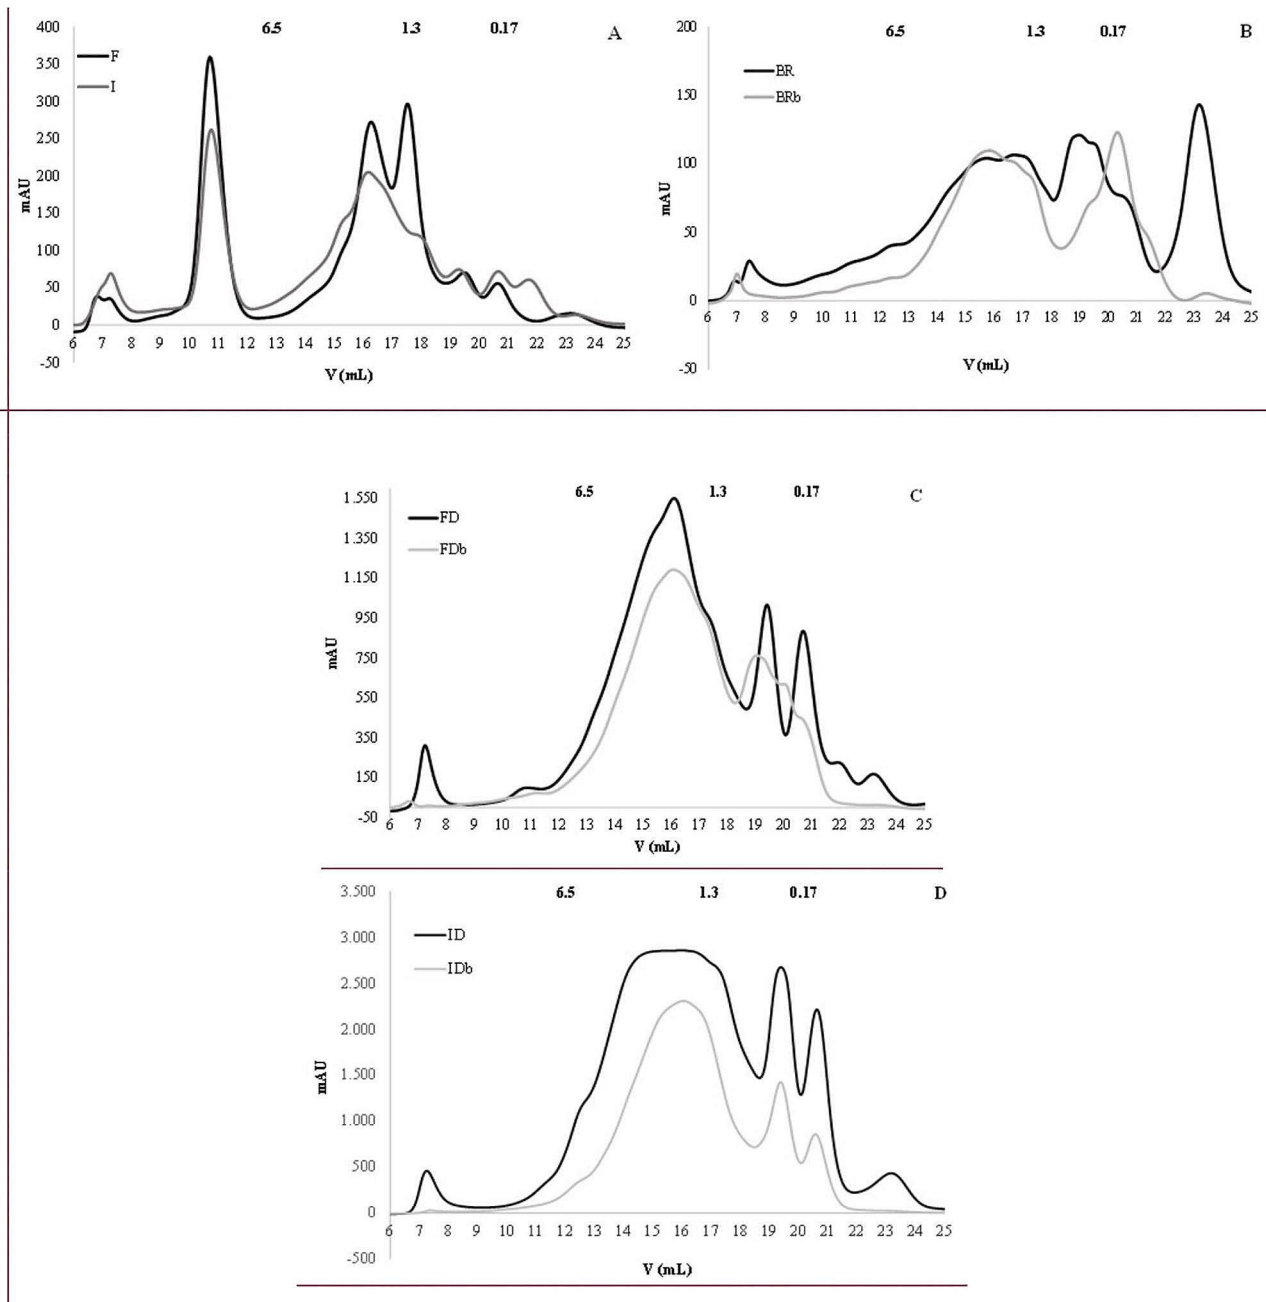 6.5 1.3 0.17 A
400
350
300
250
200
150
100
50
0
-50
mAU
F
I
6 7 8 9 10 11 12 13 14 15 16 17 18 19 20 21 22 23 24 25
V (mL)
6.5 1.3 0.17 B
200
150
100
50
0
-50
mAU
BR
BRb
6 7 8 9 10 11 12 13 14 15 16 17 18 19 20 21 22 23 24 25
V (mL)
6.5 1.3 0.17 C
1.550
1.350
1.150
950
750
550
350
150
-50
mAU
FD
FDb
6 7 8 9 10 11 12 13 14 15 16 17 18 19 20 21 22 23 24 25
V (mL)
6.5 1.3 0.17 D
3.500
3.000
2.500
2.000
1.500
1.000
500
0
-500
mAU
ID
IDb
6 7 8 9 10 11 12 13 14 15 16 17 18 19 20 21 22 23 24 25
V (mL)